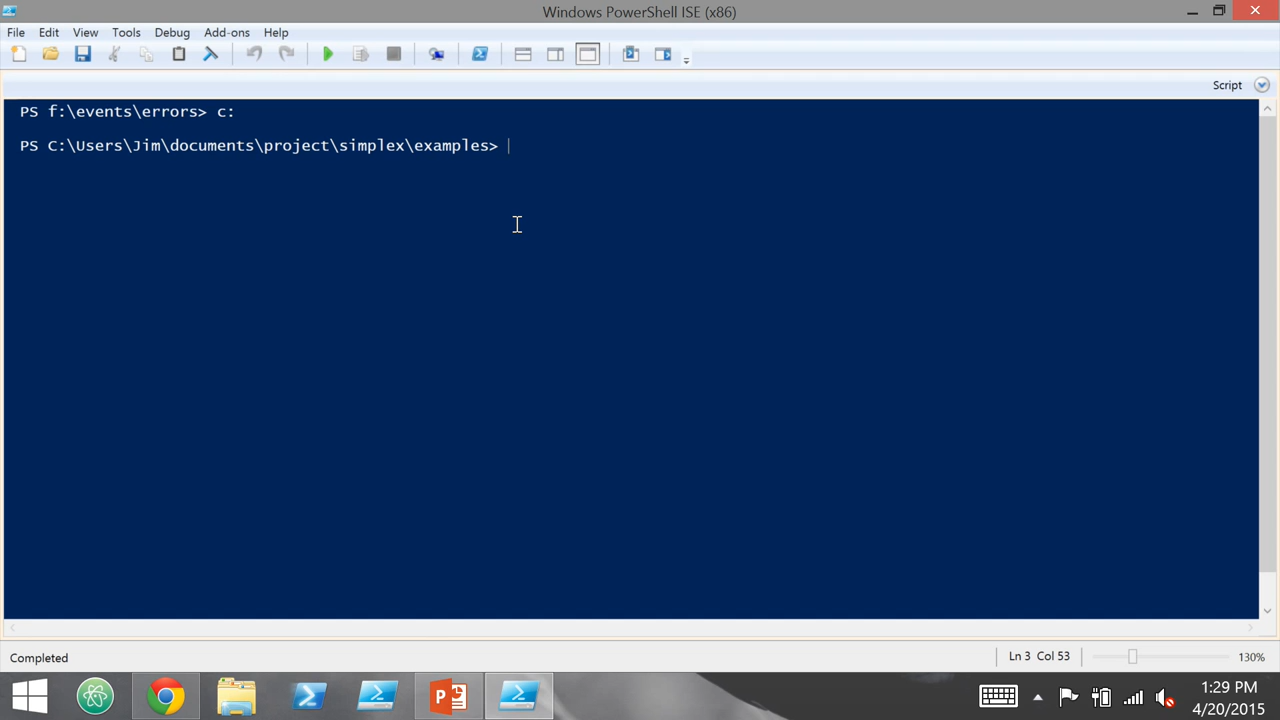 Windows PowerShell ISE (x86)
File Edit View Tools Debug Add-ons Help
Script
PS f:\events\errors> c:
PS C:\Users\Jim\documents\project\simplex\examples>
Completed
Ln 3 Col 53
130%
1:29 PM
4/20/2015